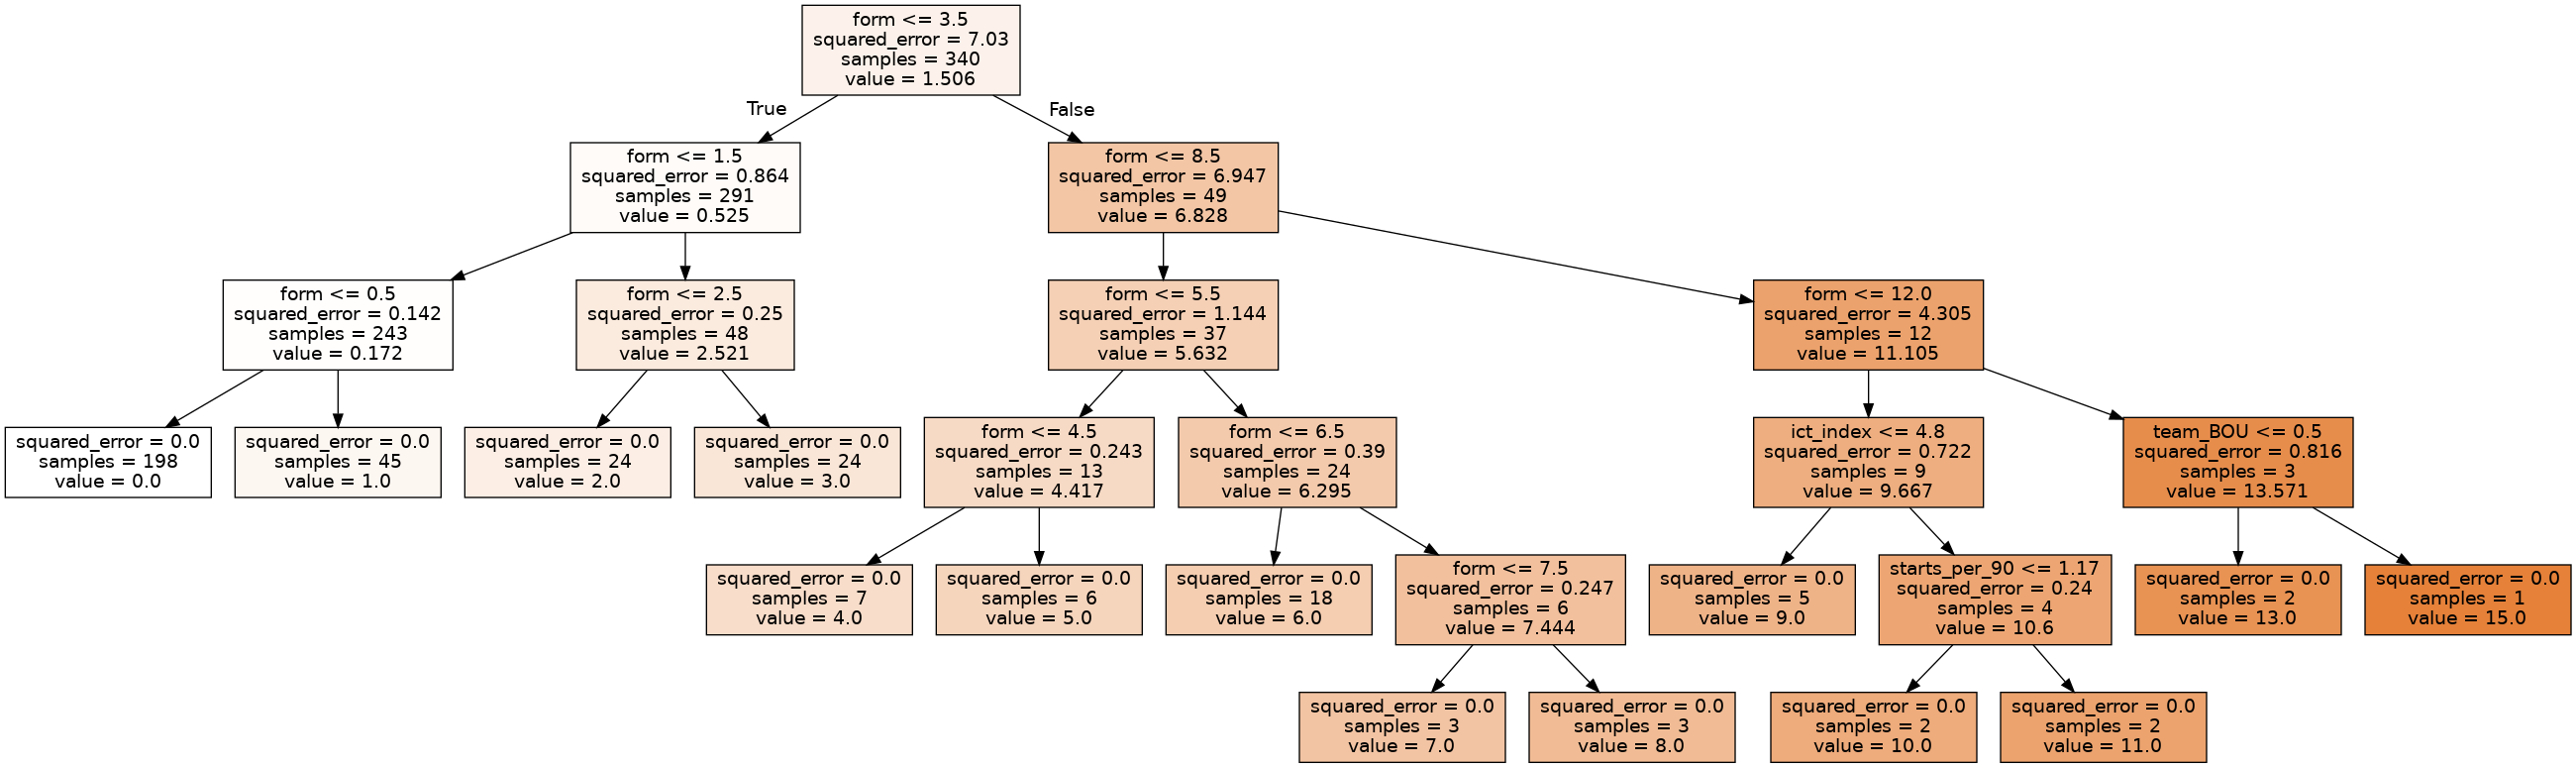 form <= 3.5
squared_error = 7.03
samples = 340
value = 1.506
True
False
form <= 1.5
squared_error = 0.864
samples = 291
value = 0.525
form <= 8.5
squared_error = 6.947
samples = 49
value = 6.828
form <= 0.5
squared_error = 0.142
samples = 243
value = 0.172
form <= 2.5
squared_error = 0.25
samples = 48
value = 2.521
form <= 5.5
squared_error = 1.144
samples = 37
value = 5.632
form <= 12.0
squared_error = 4.305
samples = 12
value = 11.105
squared_error = 0.0
samples = 198
value = 0.0
squared_error = 0.0
samples = 45
value = 1.0
squared_error = 0.0
samples = 24
value = 2.0
squared_error = 0.0
samples = 24
value = 3.0
form <= 4.5
squared_error = 0.243
samples = 13
value = 4.417
form <= 6.5
squared_error = 0.39
samples = 24
value = 6.295
ict_index <= 4.8
squared_error = 0.722
samples = 9
value = 9.667
team_BOU <= 0.5
squared_error = 0.816
samples = 3
value = 13.571
squared_error = 0.0
samples = 7
value = 4.0
squared_error = 0.0
samples = 6
value = 5.0
squared_error = 0.0
samples = 18
value = 6.0
form <= 7.5
squared_error = 0.247
samples = 6
value = 7.444
squared_error = 0.0
samples = 5
value = 9.0
starts_per_90 <= 1.17
squared_error = 0.24
samples = 4
value = 10.6
squared_error = 0.0
samples = 2
value = 13.0
squared_error = 0.0
samples = 1
value = 15.0
squared_error = 0.0
samples = 3
value = 7.0
squared_error = 0.0
samples = 3
value = 8.0
squared_error = 0.0
samples = 2
value = 10.0
squared_error = 0.0
samples = 2
value = 11.0